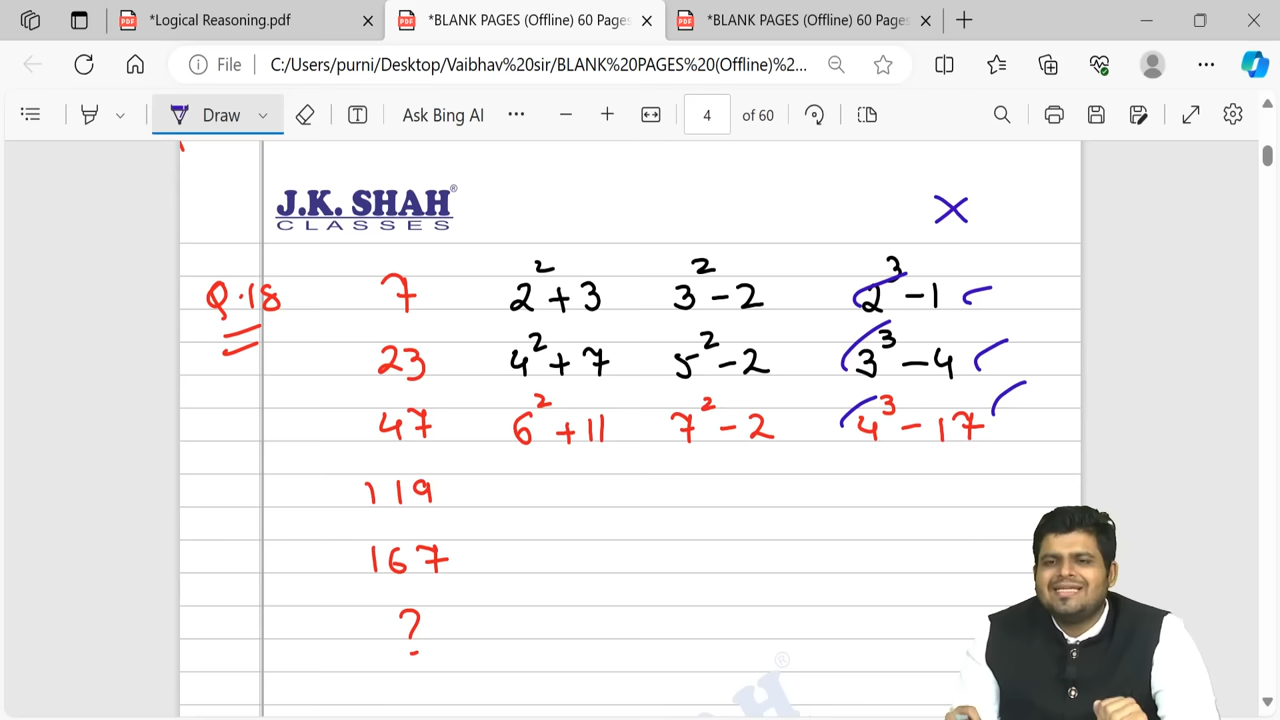 *Logical Reasoning.pdf
*BLANK PAGES (Offline) 60 Pages
*BLANK PAGES (Offline) 60 Pages
File
C:/Users/purni/Desktop/Vaibhav%20sir/BLANK%20PAGES%20(Offline)%2...
Draw
Ask Bing AI
4
of 60
J.K. SHAH®
CLASSES
X
Q.18 7 2² + 3 3² - 2 2³ - 1
23 4² + 7 5² - 2 3³ - 4
47 6² + 11 7² - 2 4³ - 17
119
167
?